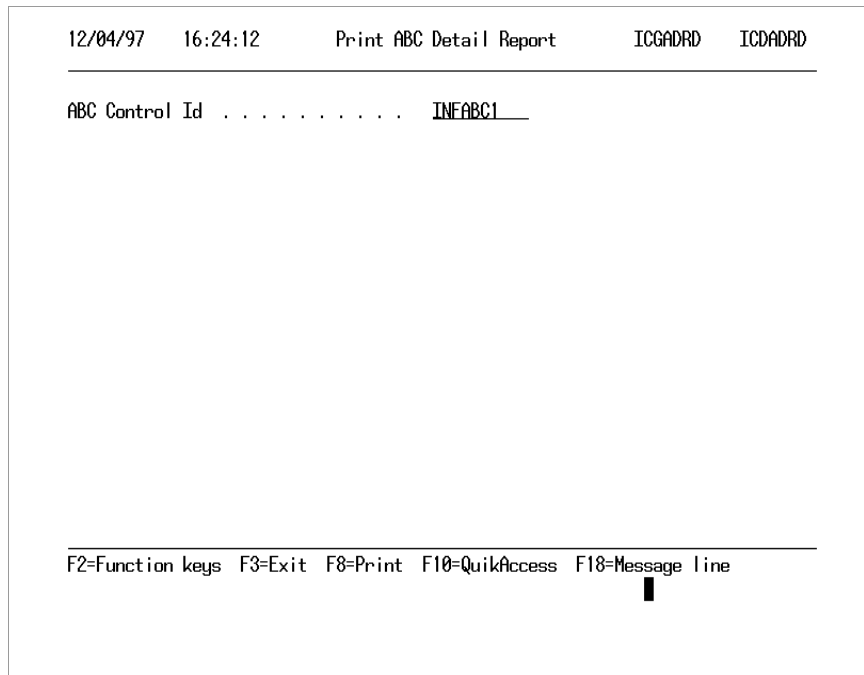 12/04/97 16:24:12 Print ABC Detail Report ICGADRD ICDADRD
ABC Control Id . . . . . . . . . . INFABC1
F2=Function keys F3=Exit F8=Print F10=QuikAccess F18=Message line